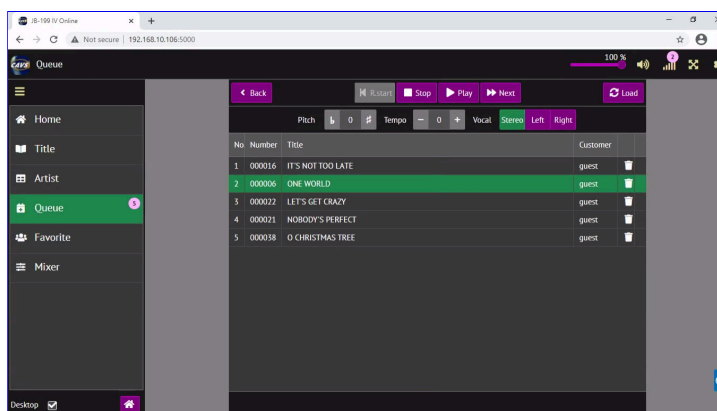 JB-199 IV Online
Not secure | 192.168.10.106:5000
CAVS Queue 100 % 2
Back R.start Stop Play Next Load
Home
Pitch 0 Tempo 0 Vocal Stereo Left Right
Title
No Number Title Customer
Artist
1 000016 IT'S NOT TOO LATE guest
2 000006 ONE WORLD guest
Queue 5
3 000022 LET'S GET CRAZY guest
4 000021 NOBODY'S PERFECT guest
Favorite
5 000038 O CHRISTMAS TREE guest
Mixer
Desktop